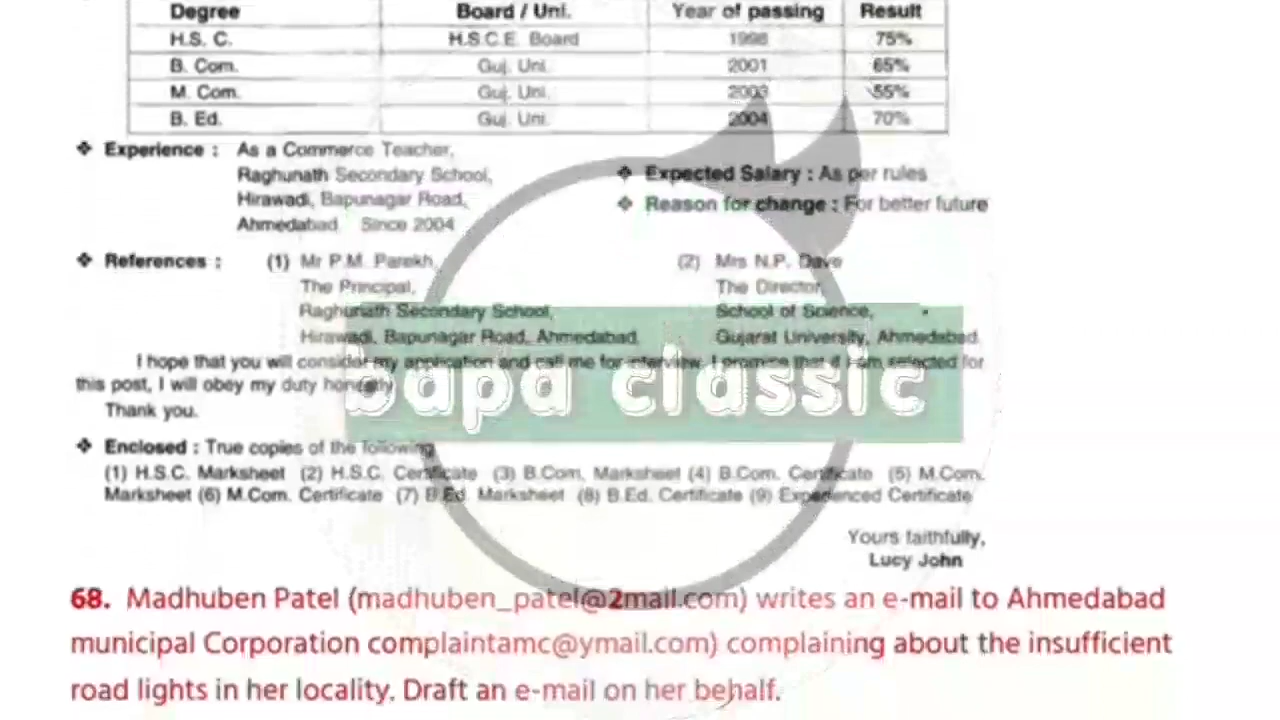 Degree Board / Uni. Year of passing Result
H.S. C. H.S.C.E. Board 1998 75%
B. Com. Guj. Uni. 2001 65%
M. Com. Guj. Uni. 2003 55%
B. Ed. Guj. Uni. 2004 70%
❖ Experience : As a Commerce Teacher,
Raghunath Secondary School,
Hirawadi, Bapunagar Road,
Ahmedabad Since 2004
❖ Expected Salary : As per rules
❖ Reason for change : For better future
❖ References : (1) Mr P.M. Parekh, (2) Mrs N.P. Dave
The Principal, The Director,
Raghunath Secondary School, School of Science,
Hirawadi, Bapunagar Road, Ahmedabad. Gujarat University, Ahmedabad.
I hope that you will consider my application and call me for interview. I promise that if I am selected for
this post, I will obey my duty honestly.
Thank you.
bapa classic
❖ Enclosed : True copies of the following
(1) H.S.C. Marksheet (2) H.S.C. Certificate (3) B.Com. Marksheet (4) B.Com. Certificate (5) M.Com.
Marksheet (6) M.Com. Certificate (7) B.Ed. Marksheet (8) B.Ed. Certificate (9) Experienced Certificate
Yours faithfully,
Lucy John
68. Madhuben Patel (madhuben_patel@2mail.com) writes an e-mail to Ahmedabad
municipal Corporation complaintamc@ymail.com) complaining about the insufficient
road lights in her locality. Draft an e-mail on her behalf.